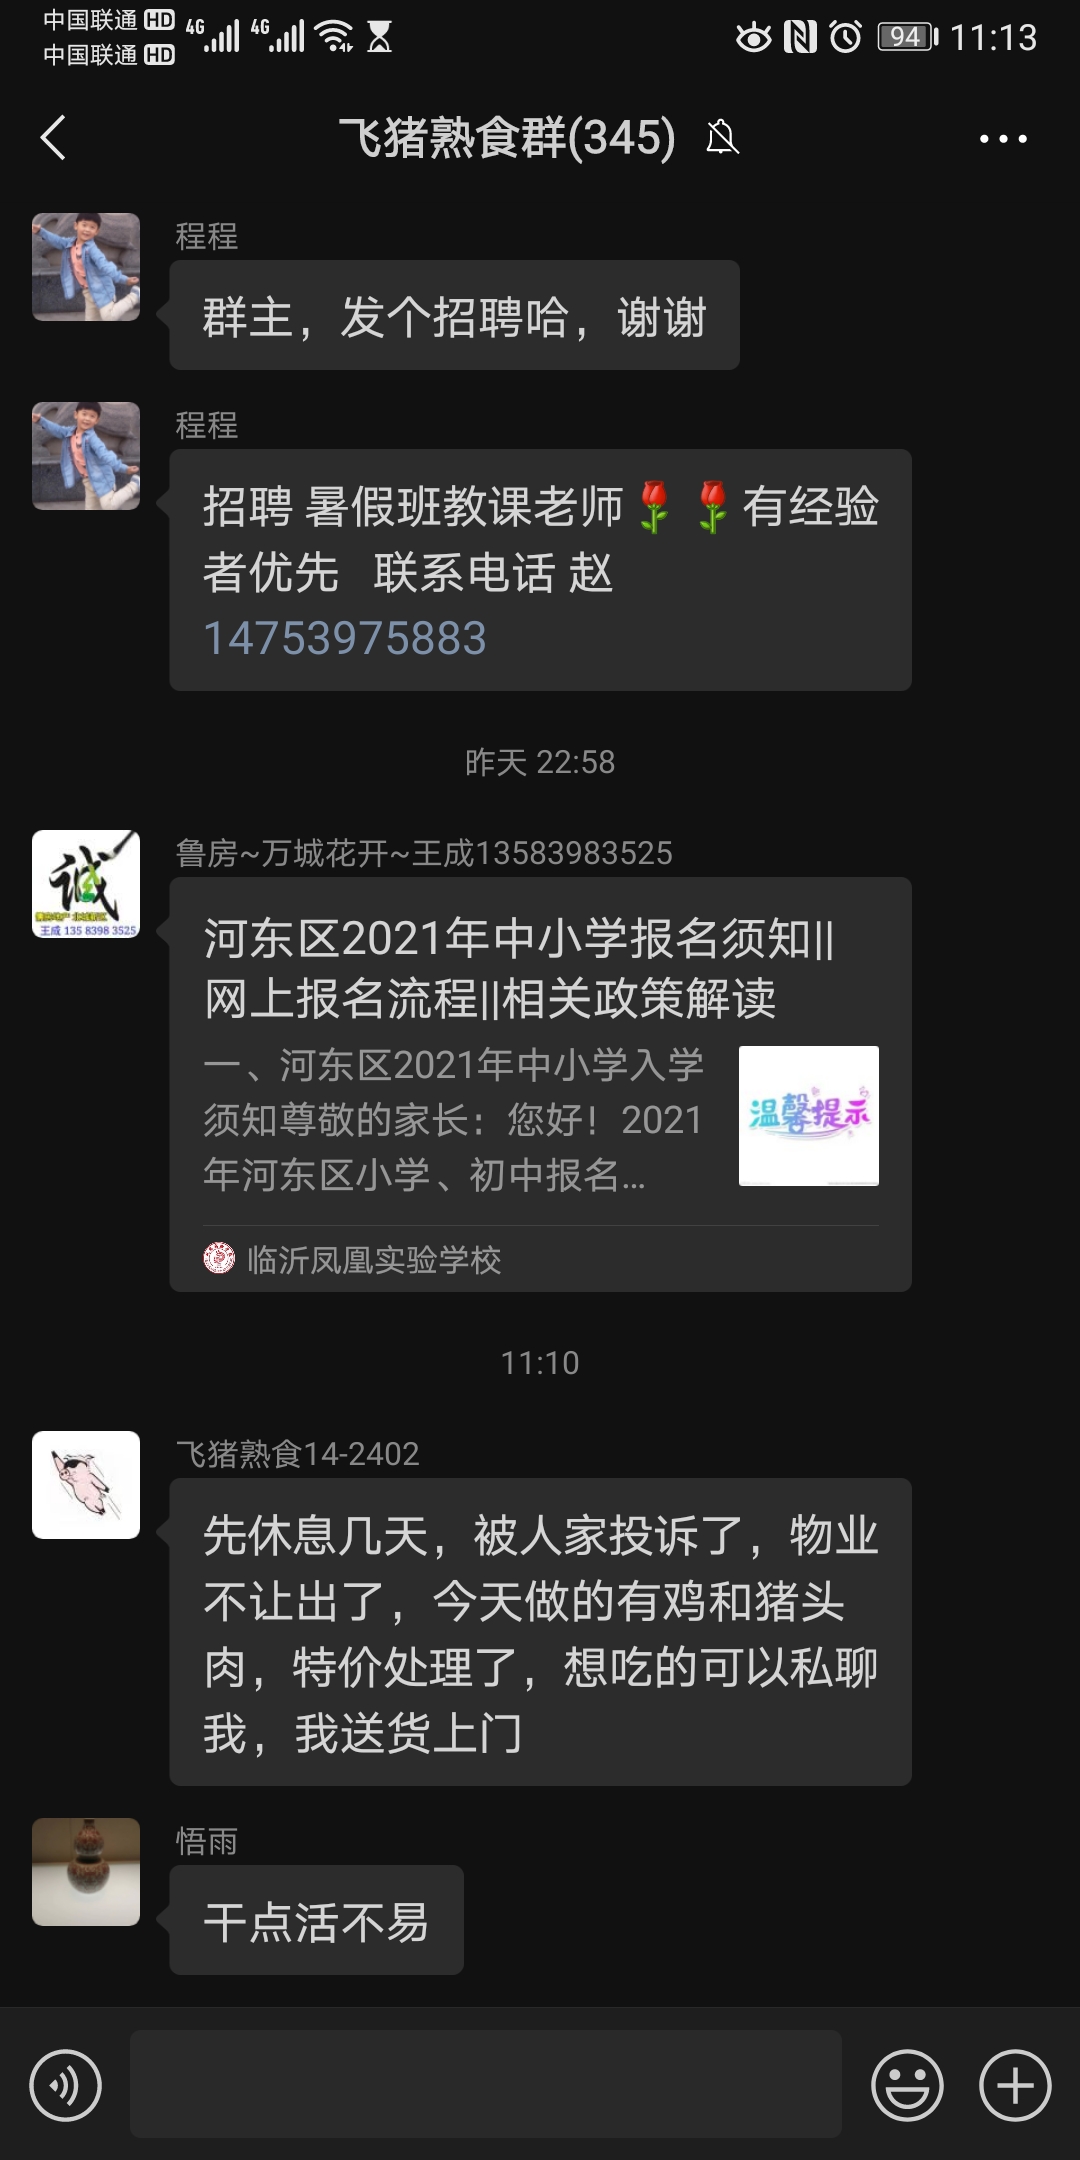 中国联通 HD 4G 4G 94 11:13
中国联通 HD
飞猪熟食群(345)
程程
群主，发个招聘哈，谢谢
程程
招聘 暑假班教课老师🌹🌹有经验
者优先 联系电话 赵
14753975883
昨天 22:58
鲁房~万城花开~王成13583983525
诚
王成 135 8398 3525
河东区2021年中小学报名须知||
网上报名流程||相关政策解读
一、河东区2021年中小学入学
须知尊敬的家长：您好！2021
年河东区小学、初中报名...
温馨提示
临沂凤凰实验学校
11:10
飞猪熟食14-2402
先休息几天，被人家投诉了，物业
不让出了，今天做的有鸡和猪头
肉，特价处理了，想吃的可以私聊
我，我送货上门
悟雨
干点活不易